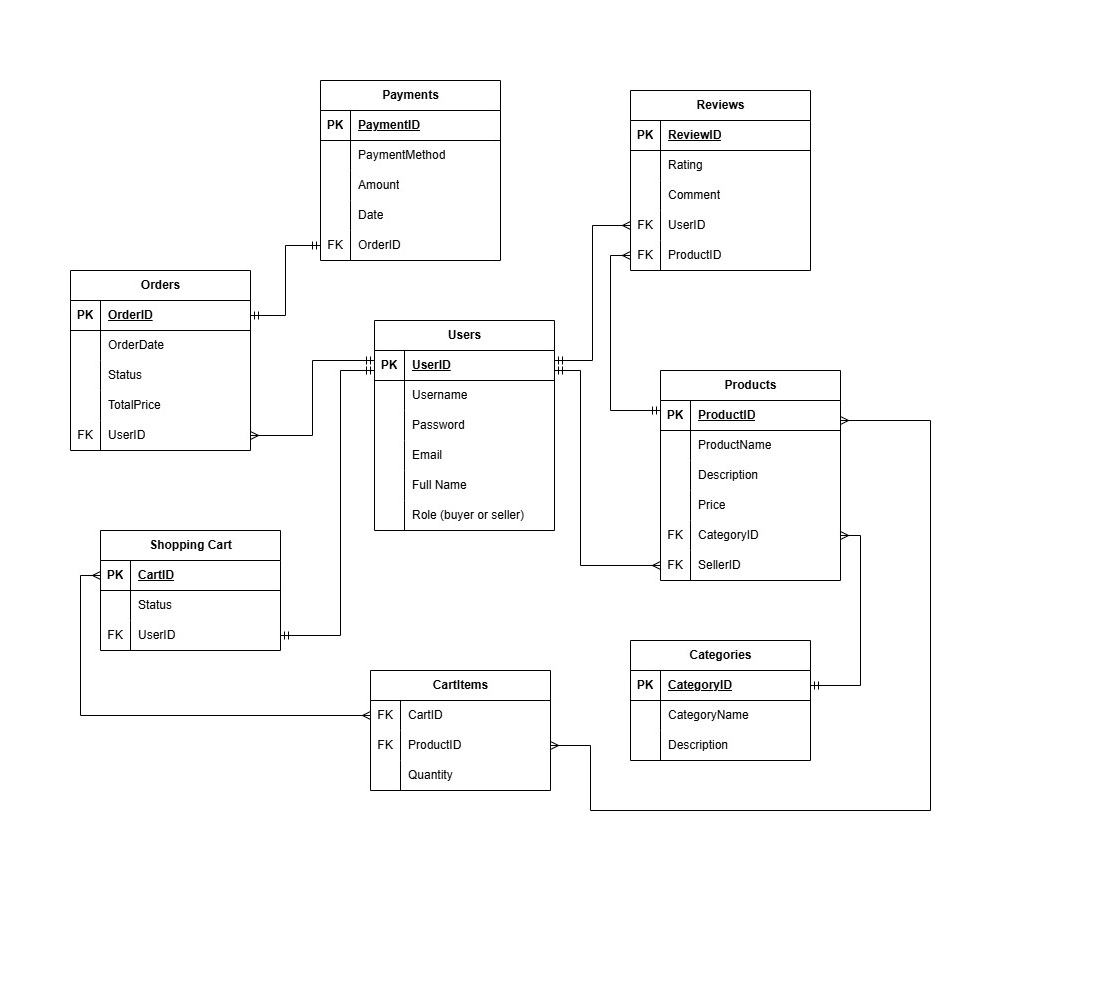 Payments
PK PaymentID
PaymentMethod
Amount
Date
FK OrderID
Reviews
PK ReviewID
Rating
Comment
FK UserID
FK ProductID
Orders
PK OrderID
OrderDate
Status
TotalPrice
FK UserID
Users
PK UserID
Username
Password
Email
Full Name
Role (buyer or seller)
Products
PK ProductID
ProductName
Description
Price
FK CategoryID
FK SellerID
Shopping Cart
PK CartID
Status
FK UserID
CartItems
FK CartID
FK ProductID
Quantity
Categories
PK CategoryID
CategoryName
Description